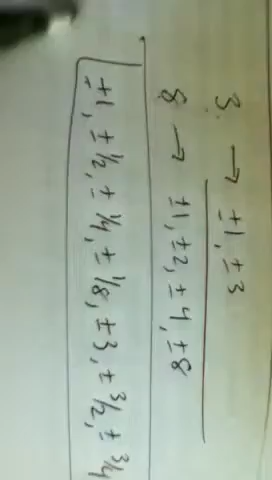 3 → ±1, ±3
8 → ±1, ±2, ±4, ±8
±1, ±1/2, ±1/4, ±1/8, ±3, ±3/2, ±3/4